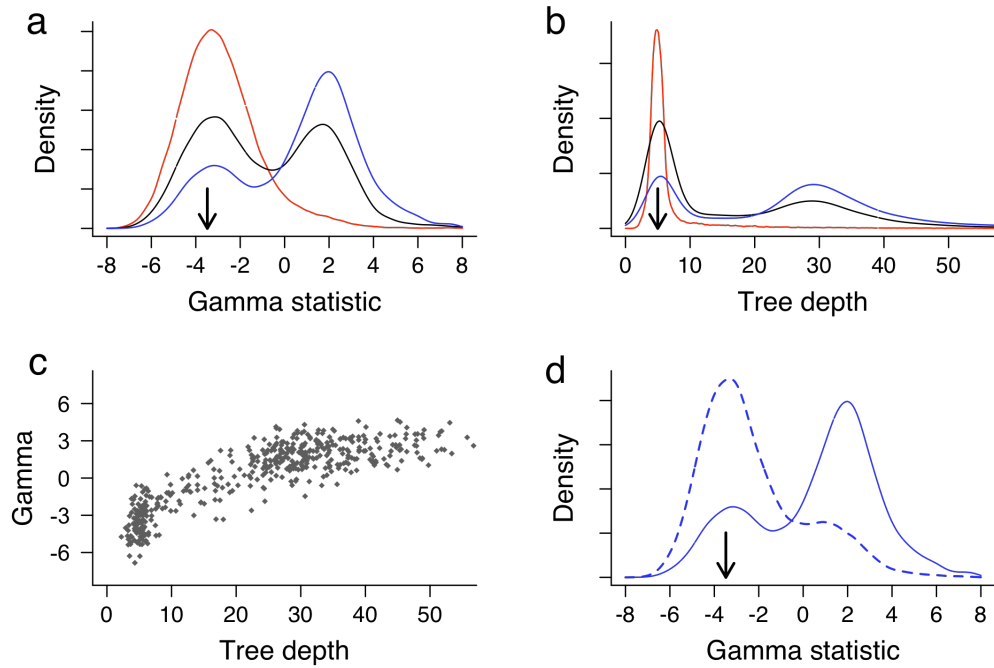 a
Density
-8 -6 -4 -2 0 2 4 6 8
Gamma statistic
b
Density
0 10 20 30 40 50
Tree depth
c
Gamma
6
3
0
-3
-6
0 10 20 30 40 50
Tree depth
d
Density
-8 -6 -4 -2 0 2 4 6 8
Gamma statistic